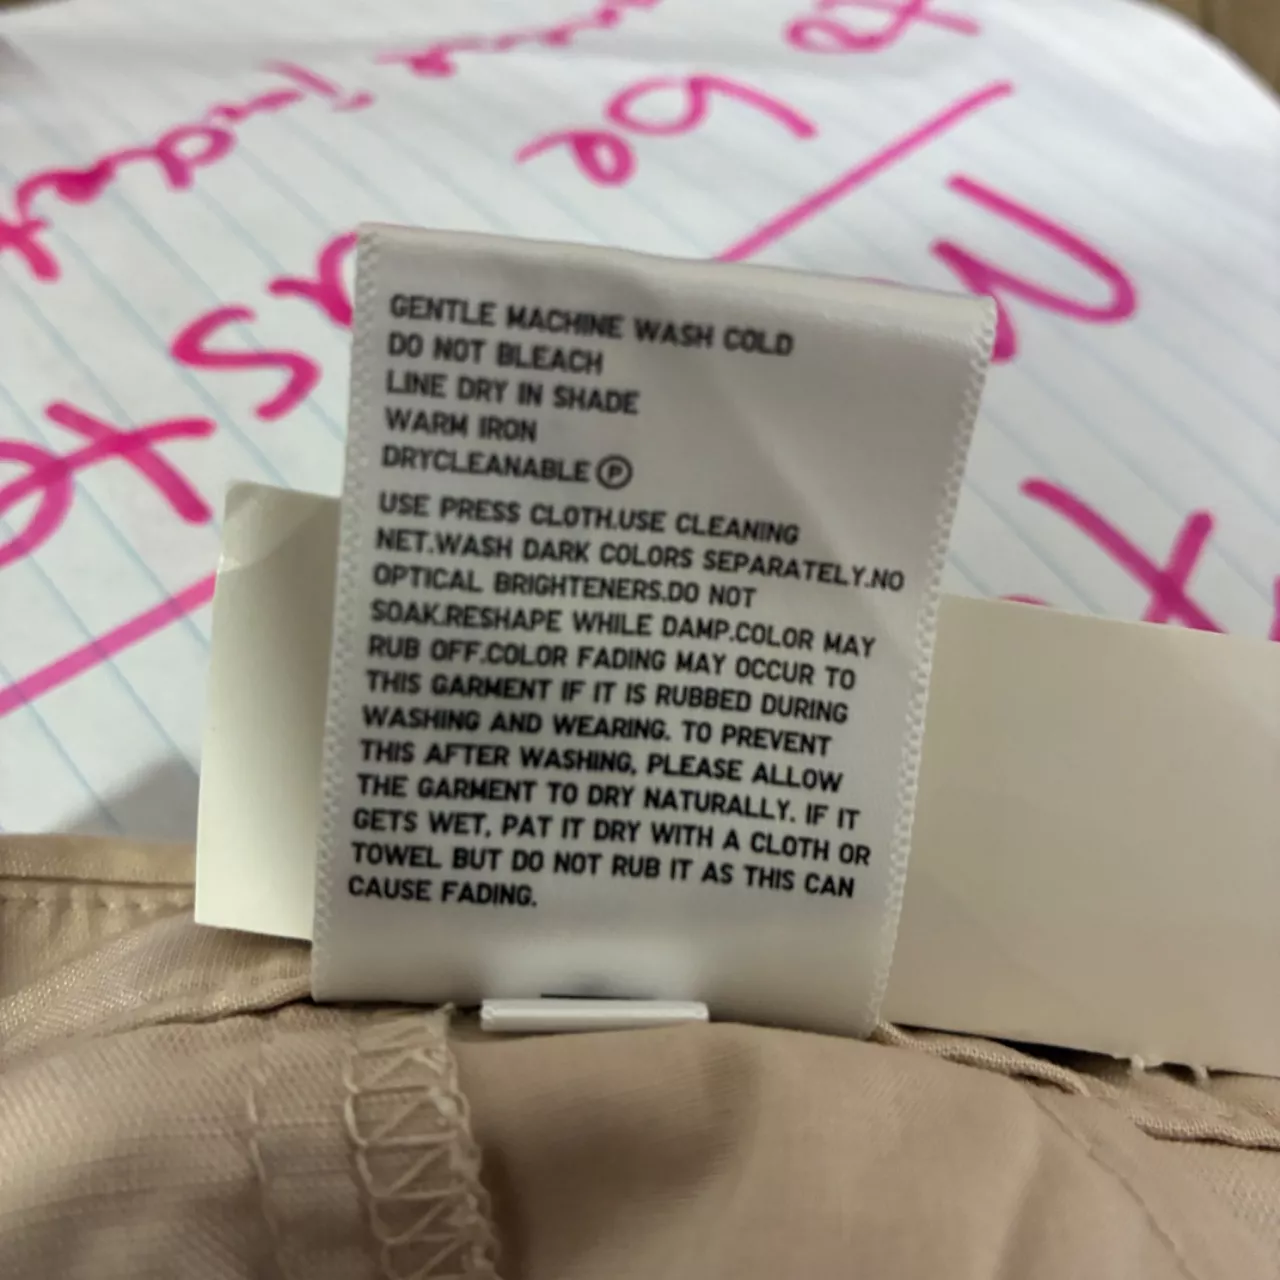 GENTLE MACHINE WASH COLD
DO NOT BLEACH
LINE DRY IN SHADE
WARM IRON
DRYCLEANABLE Ⓟ
USE PRESS CLOTH.USE CLEANING
NET.WASH DARK COLORS SEPARATELY.NO
OPTICAL BRIGHTENERS.DO NOT
SOAK.RESHAPE WHILE DAMP.COLOR MAY
RUB OFF.COLOR FADING MAY OCCUR TO
THIS GARMENT IF IT IS RUBBED DURING
WASHING AND WEARING. TO PREVENT
THIS AFTER WASHING, PLEASE ALLOW
THE GARMENT TO DRY NATURALLY. IF IT
GETS WET, PAT IT DRY WITH A CLOTH OR
TOWEL BUT DO NOT RUB IT AS THIS CAN
CAUSE FADING.